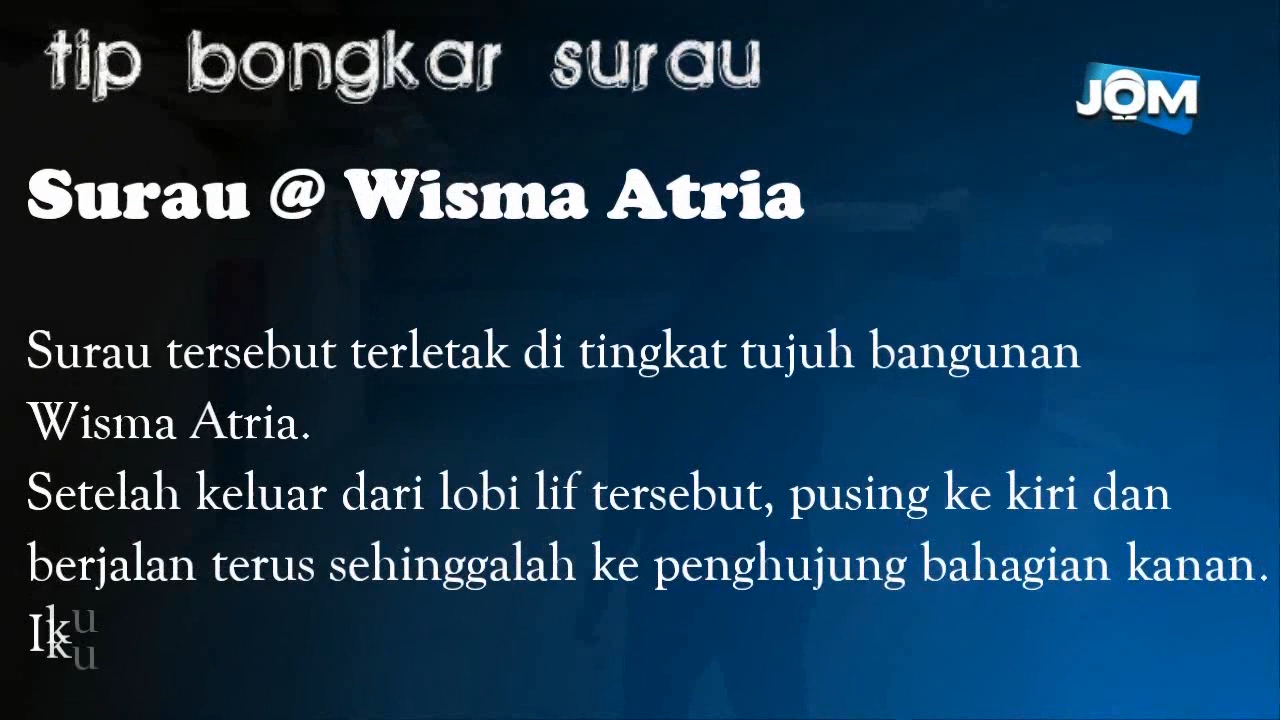 tip bongkar surau
JOM
Surau @ Wisma Atria
Surau tersebut terletak di tingkat tujuh bangunan
Wisma Atria.
Setelah keluar dari lobi lif tersebut, pusing ke kiri dan
berjalan terus sehinggalah ke penghujung bahagian kanan.